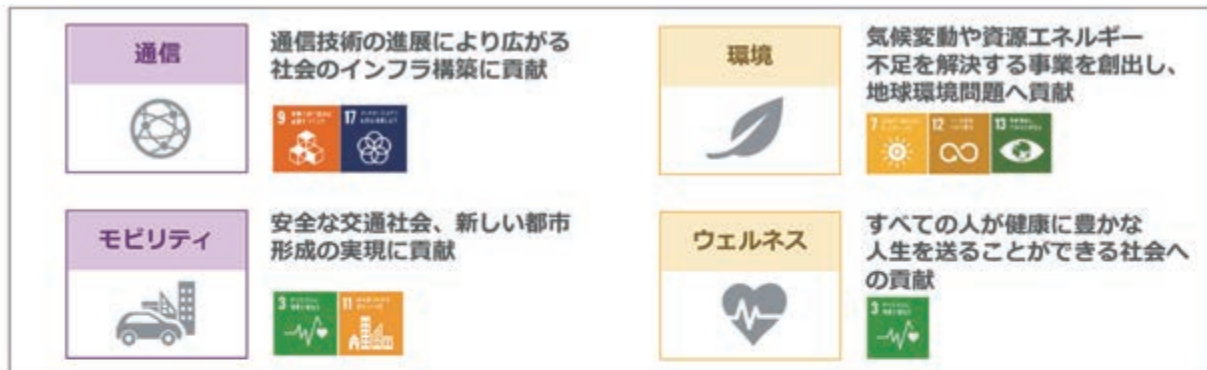 通信
通信技術の進展により広がる
社会のインフラ構築に貢献
9
17
環境
気候変動や資源エネルギー
不足を解決する事業を創出し、
地球環境問題へ貢献
7
12
13
モビリティ
安全な交通社会、新しい都市
形成の実現に貢献
3
11
ウェルネス
すべての人が健康に豊かな
人生を送ることができる社会へ
の貢献
3